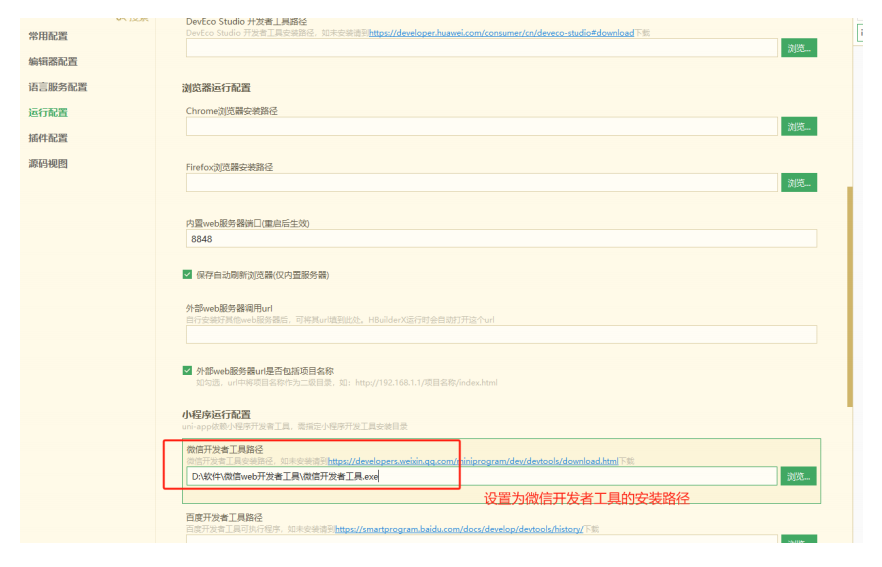 DevEco Studio 开发者工具路径
DevEco Studio 开发者工具安装路径，如未安装请到https://developer.huawei.com/consumer/cn/deveco-studio#download下载
浏览...
常用配置
编辑器配置
语言服务配置
运行配置
插件配置
源码视图
浏览器运行配置
Chrome浏览器安装路径
浏览...
Firefox浏览器安装路径
浏览...
内置web服务器端口(重启后生效)
8848
保存自动刷新浏览器(仅内置服务器)
外部web服务器调用url
自行安装好其他web服务器后，可将其url填到此处。HBuilderX运行时会自动打开这个url
外部web服务器url是否包括项目名称
如勾选，url中将项目名称作为二级目录，如：http://192.168.1.1/项目名称/index.html
小程序运行配置
uni-app依赖小程序开发者工具，需指定小程序开发工具安装目录
微信开发者工具路径
微信开发者工具安装路径，如未安装请到https://developers.weixin.qq.com/miniprogram/dev/devtools/download.html下载
D:\软件\微信web开发者工具\微信开发者工具.exe
浏览...
设置为微信开发者工具的安装路径
百度开发者工具路径
百度开发者工具可执行程序，如未安装请到https://smartprogram.baidu.com/docs/develop/devtools/history/下载